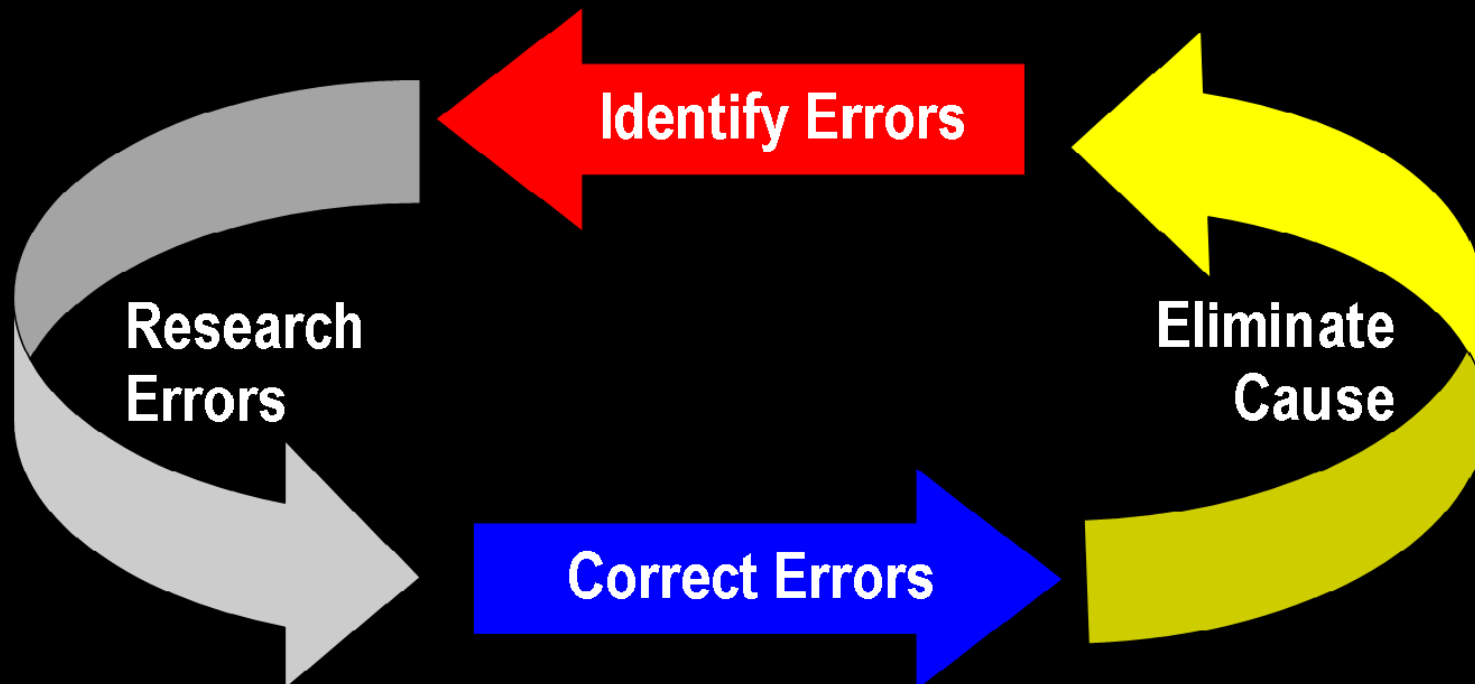 Identify Errors
Research
Errors
Eliminate
Cause
Correct Errors